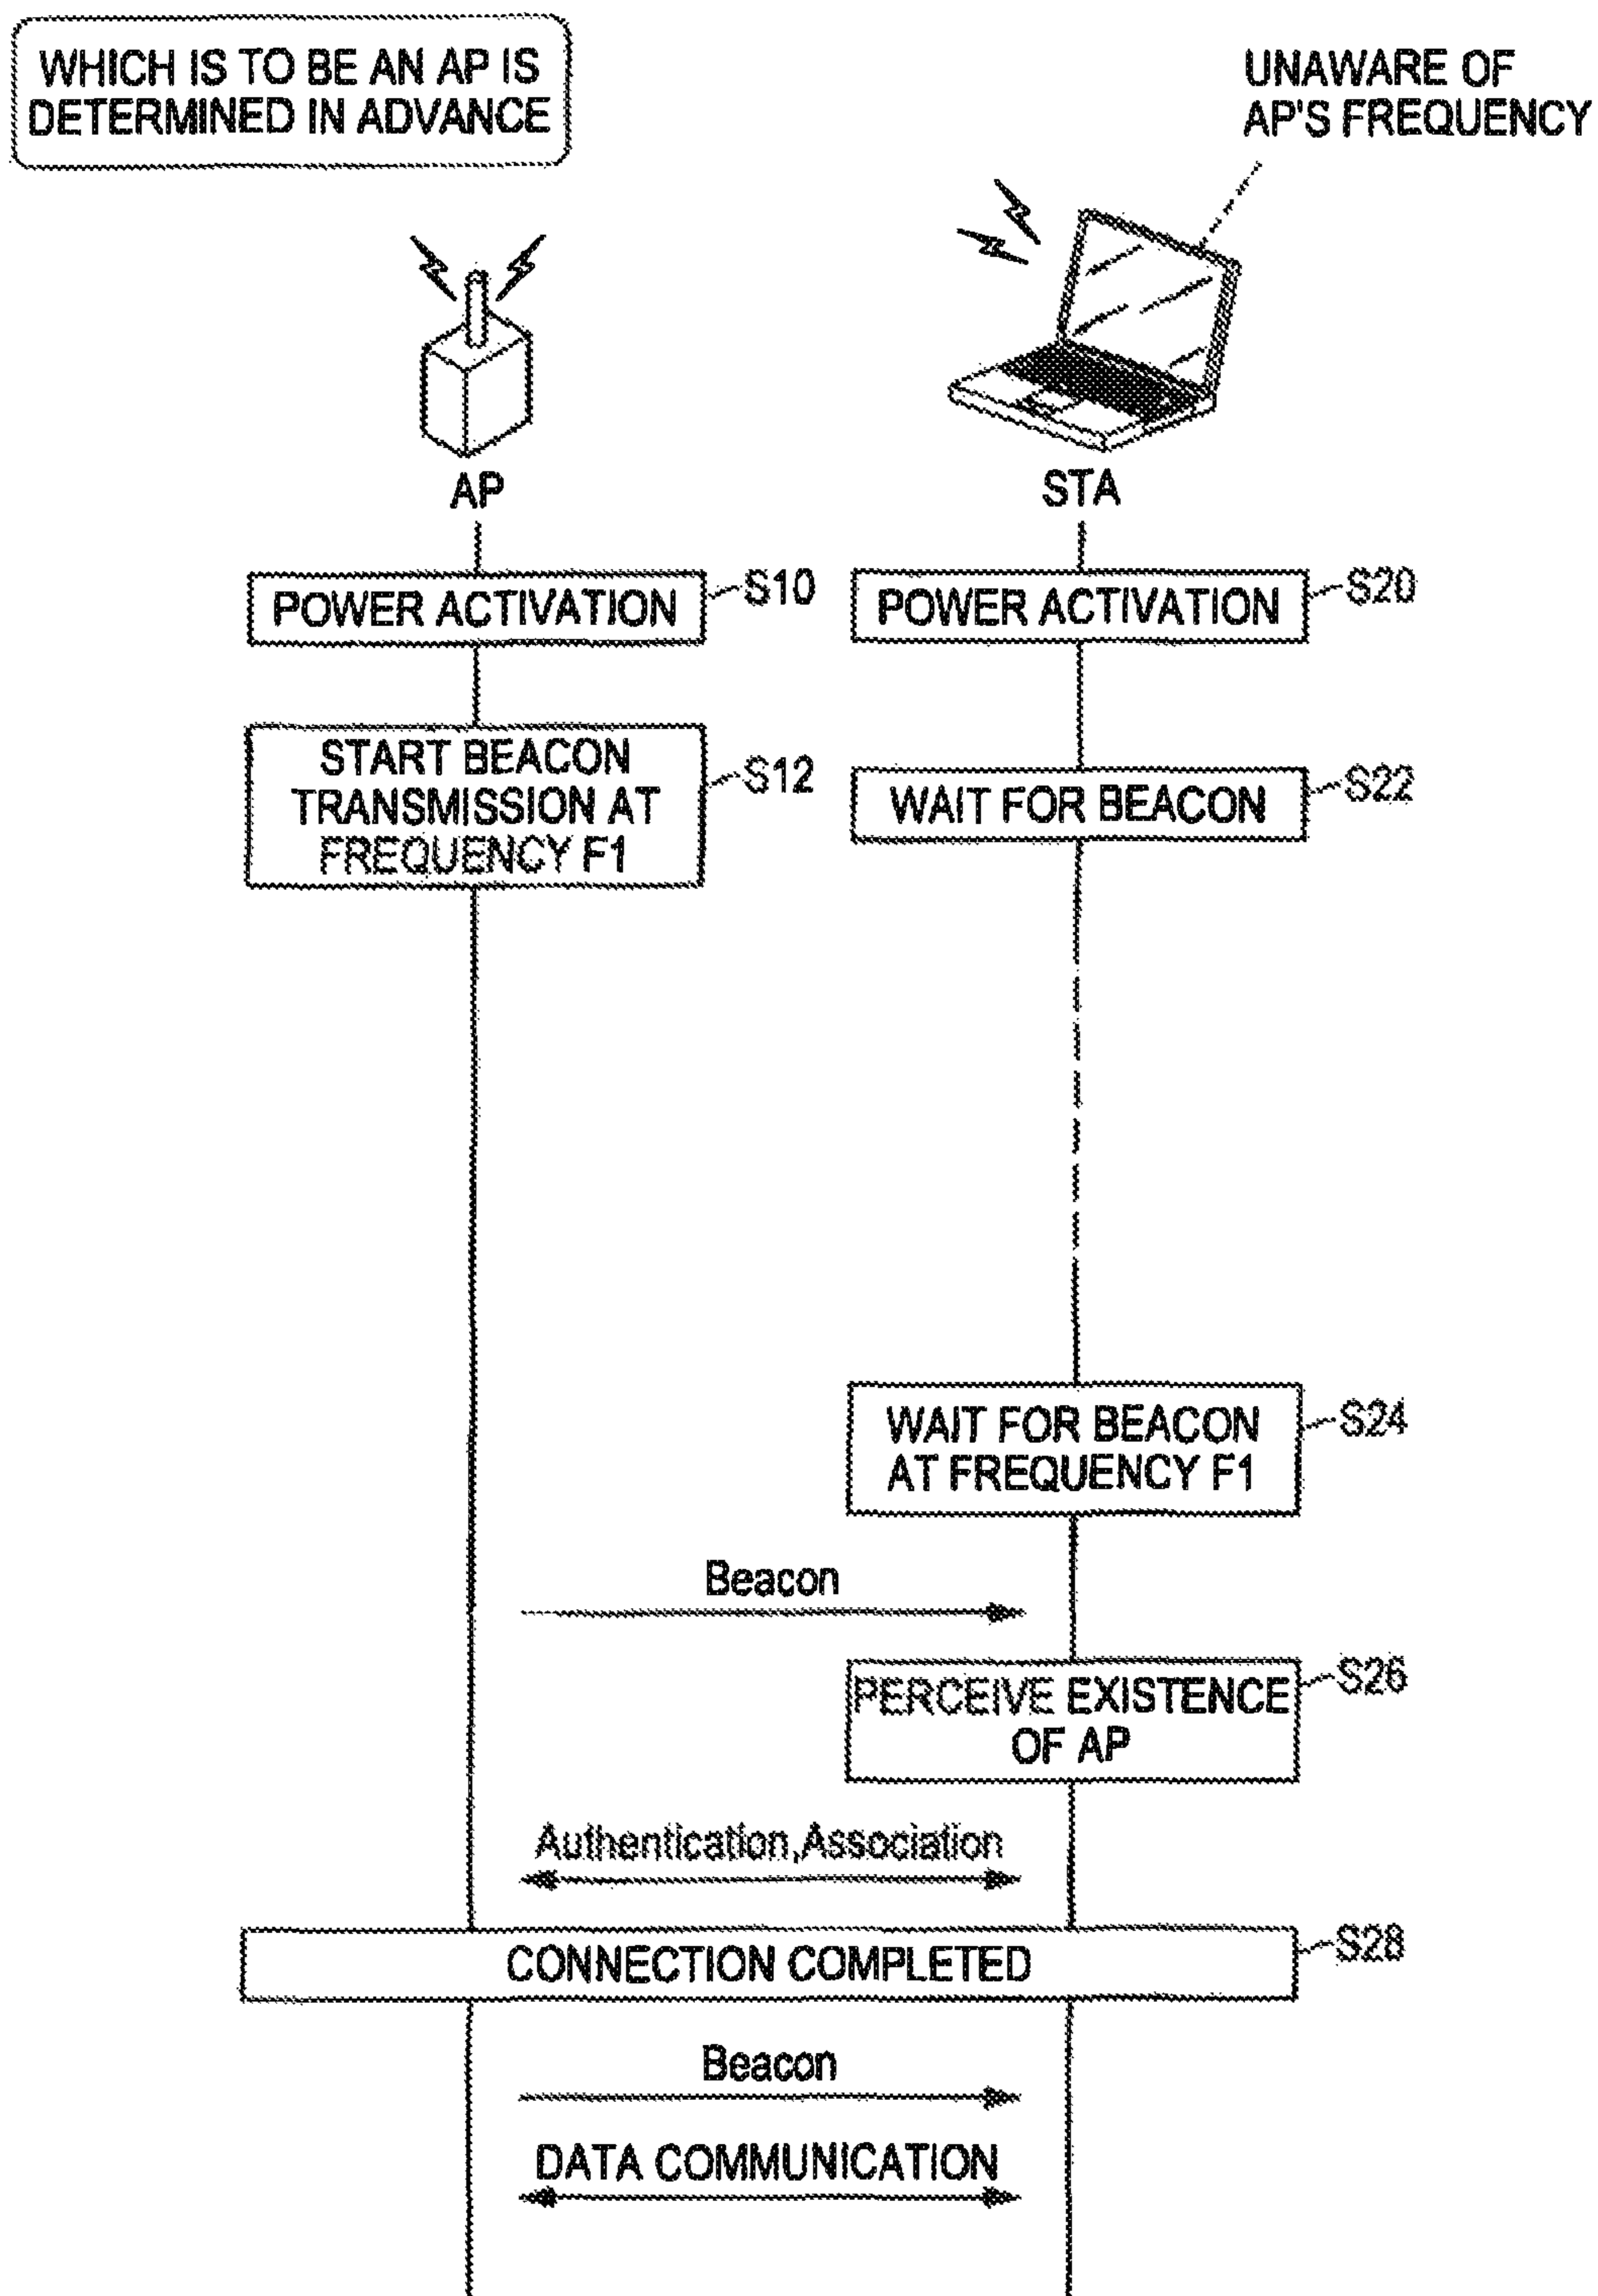 WHICH IS TO BE AN AP IS
DETERMINED IN ADVANCE
UNAWARE OF
AP'S FREQUENCY
AP
STA
POWER ACTIVATION
S10
POWER ACTIVATION
S20
START BEACON
TRANSMISSION AT
FREQUENCY F1
S12
WAIT FOR BEACON
S22
WAIT FOR BEACON
AT FREQUENCY F1
S24
Beacon
PERCEIVE EXISTENCE
OF AP
S26
Authentication,Association
CONNECTION COMPLETED
S28
Beacon
DATA COMMUNICATION